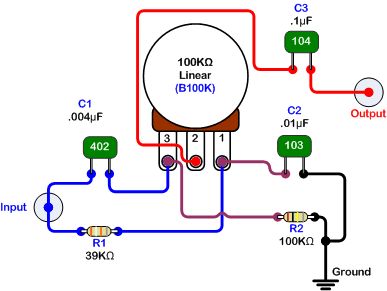 C3
.1µF
104
100KΩ
Linear
(B100K)
Output
C1
.004µF
402
3 2 1
C2
.01µF
103
Input
R1
39KΩ
R2
100KΩ
Ground